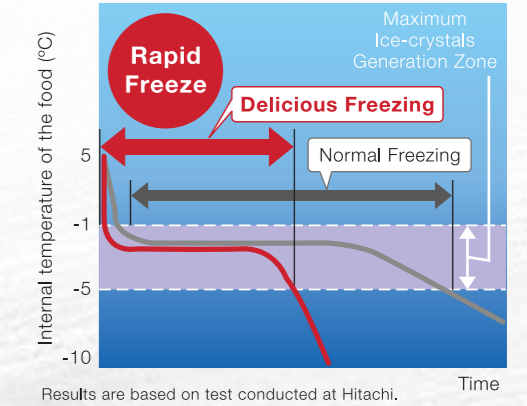 Maximum
Ice-crystals
Generation Zone
Rapid
Freeze
Delicious Freezing
Normal Freezing
Internal temperature of the food (ºC)
5
-1
-5
-10
Time
Results are based on test conducted at Hitachi.